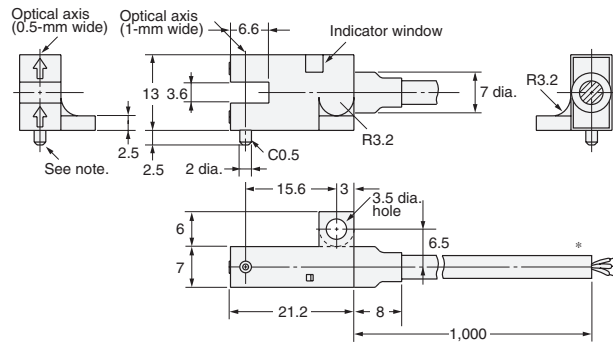 Optical axis
(0.5-mm wide)
Optical axis
(1-mm wide)
6.6
Indicator window
13
3.6
7 dia.
R3.2
R3.2
2.5
2.5
See note.
C0.5
2 dia.
15.6
3
3.5 dia.
hole
6
6.5
7
*
21.2
8
1,000